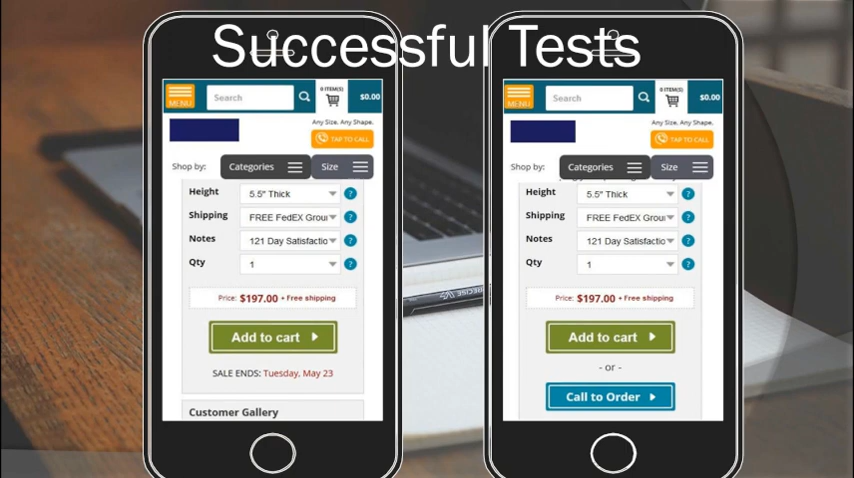 Successful Tests
MENU
Search
0 ITEM(S)
$0.00
Any Size. Any Shape.
TAP TO CALL
Shop by:
Categories
Size
Height
5.5" Thick
?
Shipping
FREE FedEX Grou
?
Notes
121 Day Satisfactio
?
Qty
1
?
Price: $197.00 + Free shipping
Add to cart
SALE ENDS: Tuesday, May 23
Customer Gallery
MENU
Search
0 ITEM(S)
$0.00
Any Size. Any Shape.
TAP TO CALL
Shop by:
Categories
Size
Height
5.5" Thick
?
Shipping
FREE FedEX Grou
?
Notes
121 Day Satisfactio
?
Qty
1
?
Price: $197.00 + Free shipping
Add to cart
- or -
Call to Order
PRECISE